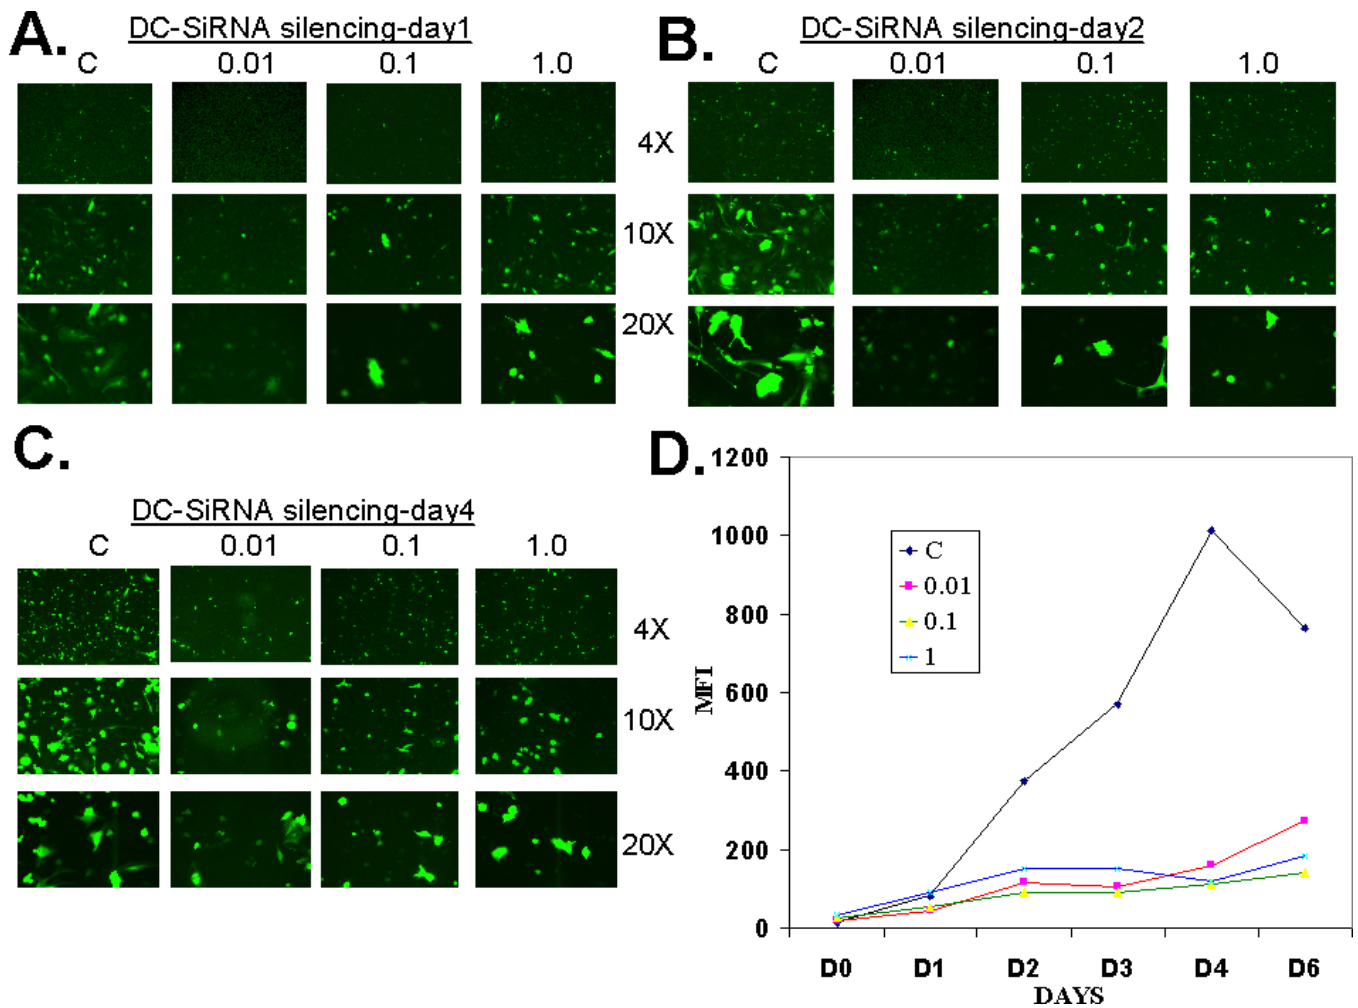 A.
DC-SiRNA silencing-day1
C 0.01 0.1 1.0
B.
DC-SiRNA silencing-day2
C 0.01 0.1 1.0
4X
10X
20X
C.
DC-SiRNA silencing-day4
C 0.01 0.1 1.0
4X
10X
20X
D.
1200
1000
800
600
400
200
0
MFI
C
0.01
0.1
1
D0 D1 D2 D3 D4 D6
DAYS